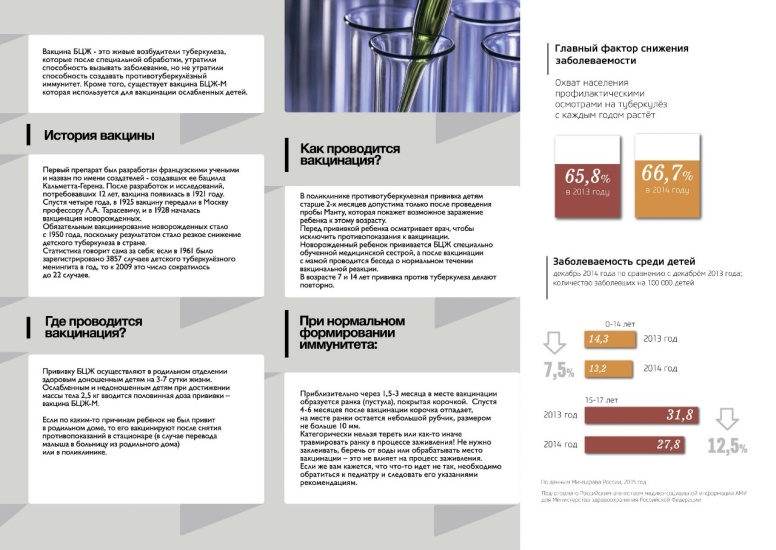 Вакцина БЦЖ - это живые возбудители туберкулеза,
которые после специальной обработки, утратили
способность вызывать заболевание, но не утратили
способность создавать противотуберкулёзный
иммунитет. Кроме того, существует вакцина БЦЖ-М
которая используется для вакцинации ослабленных детей.
История вакцины
Первый препарат был разработан французскими учеными
и назван по имени создателей - создавших ее бацилла
Кальметта-Герена. После разработок и исследований,
потребовавших 12 лет, вакцина появилась в 1921 году.
Спустя четыре года, в 1925 вакцину передали в Москву
профессору Л.А. Тарасевичу, и в 1928 началась
вакцинация новорожденных.
Обязательным вакцинирование новорожденных стало
с 1950 года, поскольку результатом стало резкое снижение
детского туберкулеза в стране.
Статистика говорит сама за себя: если в 1961 было
зарегистрировано 3857 случаев детского туберкулёзного
менингита в год, то к 2009 это число сократилось
до 22 случаев.
Где проводится
вакцинация?
Прививку БЦЖ осуществляют в родильном отделении
здоровым доношенным детям на 3-7 сутки жизни.
Ослабленным и недоношенным детям при достижении
массы тела 2,5 кг вводится половинная доза прививки –
вакцина БЦЖ-М.
Если по каким-то причинам ребенок не был привит
в родильном доме, то его вакцинируют после снятия
противопоказаний в стационаре (в случае перевода
малыша в больницу из родильного дома)
или в поликлинике.
Как проводится
вакцинация?
В поликлинике противотуберкулезная прививка детям
старше 2-х месяцев допустима только после проведения
пробы Манту, которая покажет возможное заражение
ребенка к этому возрасту.
Перед прививкой ребенка осматривает врач, чтобы
исключить противопоказания к вакцинации.
Новорожденный ребенок прививается БЦЖ специально
обученной медицинской сестрой, а после вакцинации
с мамой проводится беседа о нормальном течении
вакцинальной реакции.
В возрасте 7 и 14 лет прививка против туберкулеза делают
повторно.
При нормальном
формировании
иммунитета:
Приблизительно через 1,5-3 месяца в месте вакцинации
образуется ранка (пустула), покрытая корочкой. Спустя
4-6 месяцев после вакцинации корочка отпадает,
на месте ранки остается небольшой рубчик, размером
не больше 10 мм.
Категорически нельзя тереть или как-то иначе
травмировать ранку в процессе заживления! Не нужно
заклеивать, беречь от воды или обрабатывать место
вакцинации – это не влияет на процесс заживления.
Если же вам кажется, что что-то идет не так, необходимо
обратиться к педиатру и следовать его указаниями
рекомендациям.
Главный фактор снижения
заболеваемости
Охват населения
профилактическими
осмотрами на туберкулёз
с каждым годом растёт
65,8%
в 2013 году
66,7%
в 2014 году
Заболеваемость среди детей
декабрь 2014 года по сравнению с декабрём 2013 года;
количество заболевших на 100 000 детей
0-14 лет
14,3 2013 год
7,5% 13,2 2014 год
15-17 лет
2013 год 31,8
2014 год 27,8 12,5%
По данным Минздрава России, 2015 год.
Подготовлено Российским агентством медико-социальной информации АМИ
для Министерства здравоохранения Российской Федерации